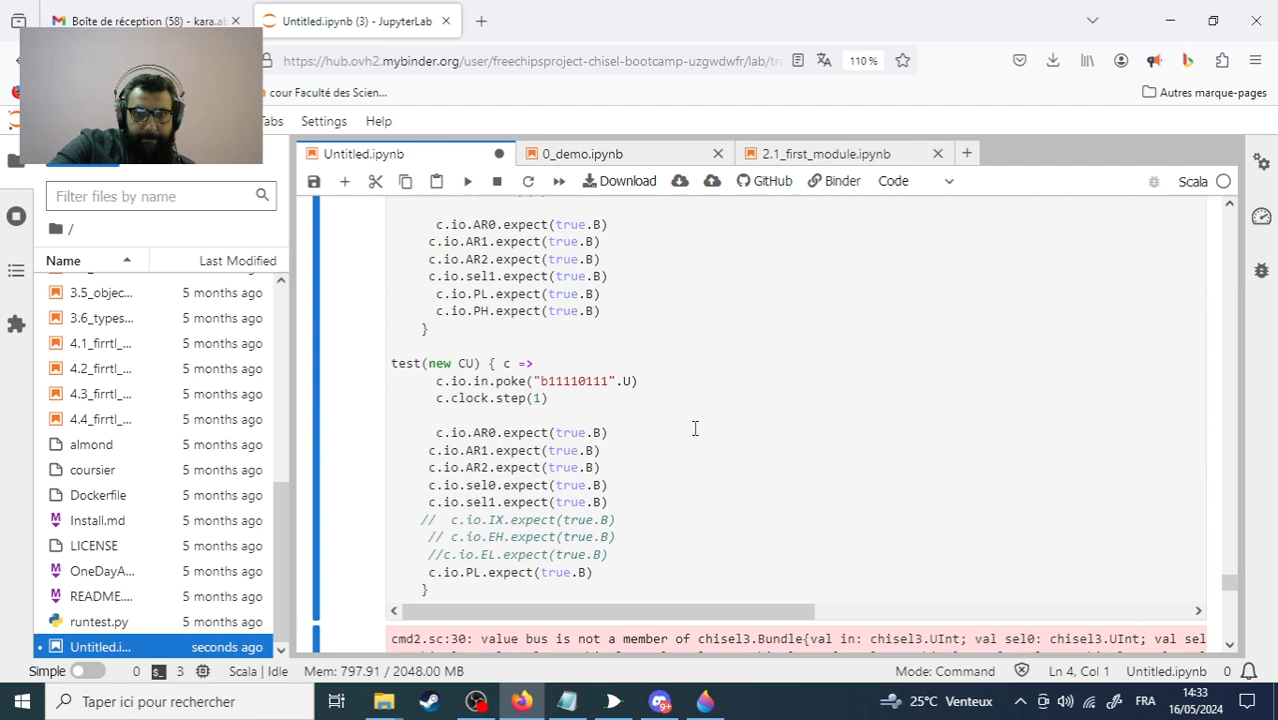 Boîte de réception (58) - kara.ab
Untitled.ipynb (3) - JupyterLab
https://hub.ovh2.mybinder.org/user/freechipsproject-chisel-bootcamp-uzgwdwfr/lab/tre
110 %
cour Faculté des Scien...
Autres marque-pages
Tabs
Settings
Help
Untitled.ipynb
0_demo.ipynb
2.1_first_module.ipynb
Download
GitHub
Binder
Code
Scala
Filter files by name
/
Name
Last Modified
3.5_objec...
5 months ago
3.6_types...
5 months ago
4.1_firrtl_...
5 months ago
4.2_firrtl_...
5 months ago
4.3_firrtl_...
5 months ago
4.4_firrtl_...
5 months ago
almond
5 months ago
coursier
5 months ago
Dockerfile
5 months ago
Install.md
5 months ago
LICENSE
5 months ago
OneDayA...
5 months ago
README....
5 months ago
runtest.py
5 months ago
Untitled.i...
seconds ago
c.io.AR0.expect(true.B)
c.io.AR1.expect(true.B)
c.io.AR2.expect(true.B)
c.io.sel1.expect(true.B)
c.io.PL.expect(true.B)
c.io.PH.expect(true.B)
}
test(new CU) { c =>
c.io.in.poke("b11110111".U)
c.clock.step(1)
c.io.AR0.expect(true.B)
c.io.AR1.expect(true.B)
c.io.AR2.expect(true.B)
c.io.sel0.expect(true.B)
c.io.sel1.expect(true.B)
// c.io.IX.expect(true.B)
// c.io.EH.expect(true.B)
//c.io.EL.expect(true.B)
c.io.PL.expect(true.B)
}
cmd2.sc:30: value bus is not a member of chisel3.Bundle{val in: chisel3.UInt; val sel0: chisel3.UInt; val sel
Simple
0
3
Scala | Idle
Mem: 797.91 / 2048.00 MB
Mode: Command
Ln 4, Col 1
Untitled.ipynb
0
Taper ici pour rechercher
25°C Venteux
FRA
14:33
16/05/2024